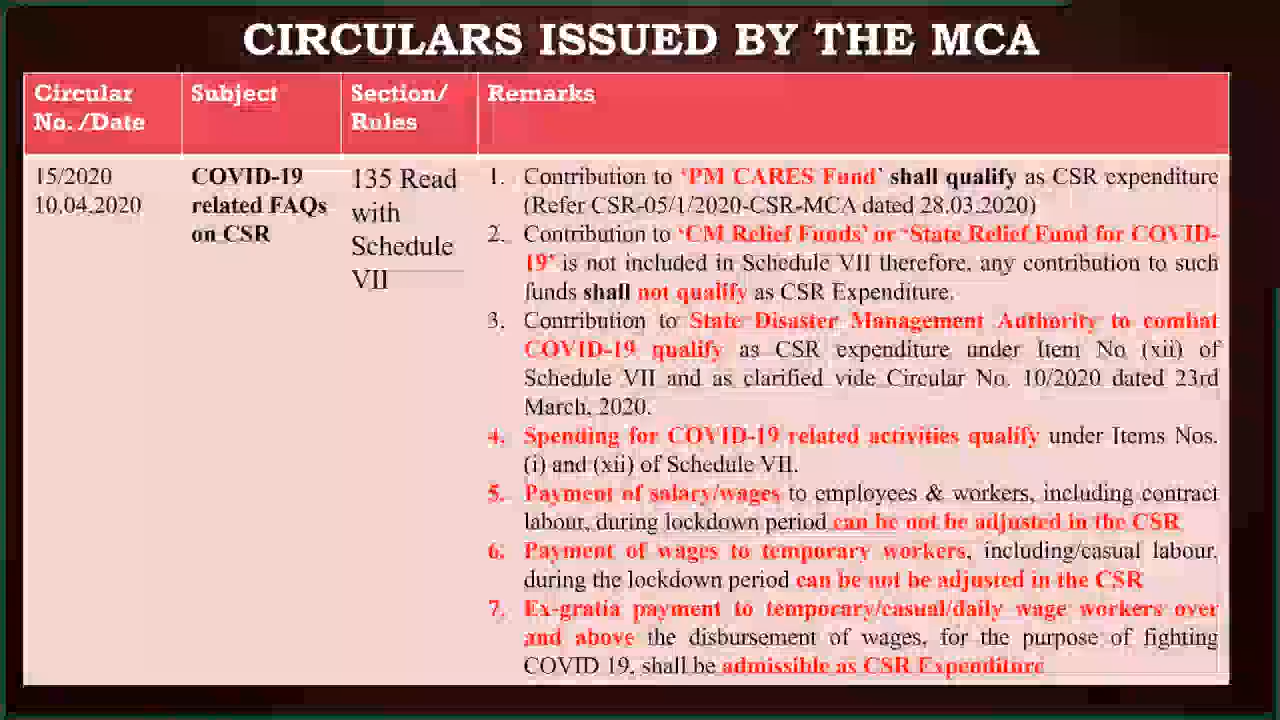 CIRCULARS ISSUED BY THE MCA
Circular No. /Date
Subject
Section/ Rules
Remarks
15/2020
10.04.2020
COVID-19
related FAQs
on CSR
135 Read
with
Schedule
VII
1. Contribution to 'PM CARES Fund' shall qualify as CSR expenditure
(Refer CSR-05/1/2020-CSR-MCA dated 28.03.2020)
2. Contribution to 'CM Relief Funds' or 'State Relief Fund for COVID-
19' is not included in Schedule VII therefore, any contribution to such
funds shall not qualify as CSR Expenditure.
3. Contribution to State Disaster Management Authority to combat
COVID-19 qualify as CSR expenditure under Item No (xii) of
Schedule VII and as clarified vide Circular No. 10/2020 dated 23rd
March, 2020.
4. Spending for COVID-19 related activities qualify under Items Nos.
(i) and (xii) of Schedule VII.
5. Payment of salary/wages to employees & workers, including contract
labour, during lockdown period can be not be adjusted in the CSR
6. Payment of wages to temporary workers, including/casual labour,
during the lockdown period can be not be adjusted in the CSR
7. Ex-gratia payment to temporary/casual/daily wage workers over
and above the disbursement of wages, for the purpose of fighting
COVID 19, shall be admissible as CSR Expenditure